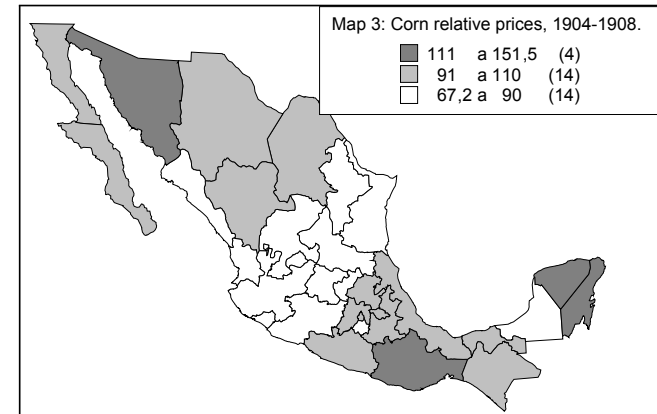 Map 3: Corn relative prices, 1904-1908.
111 a 151,5 (4)
91 a 110 (14)
67,2 a 90 (14)